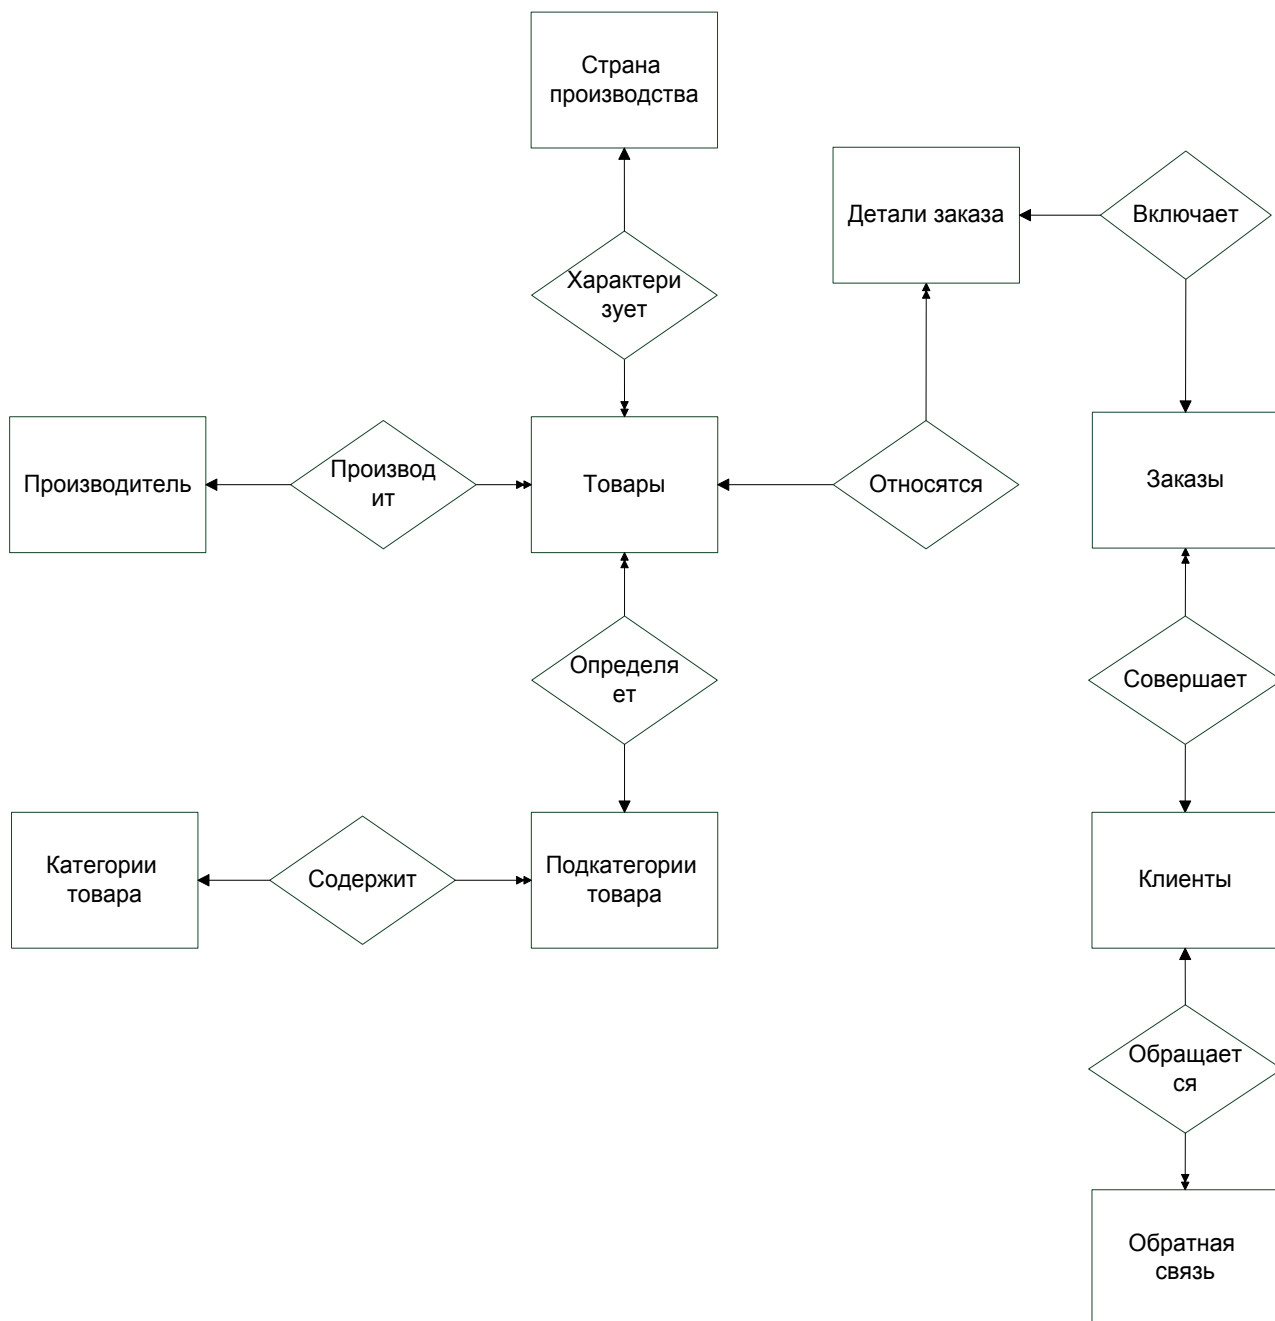 Страна
производства
Детали заказа
Включает
Характери
зует
Производитель
Производ
ит
Товары
Относятся
Заказы
Определя
ет
Совершает
Категории
товара
Содержит
Подкатегории
товара
Клиенты
Обращает
ся
Обратная
связь